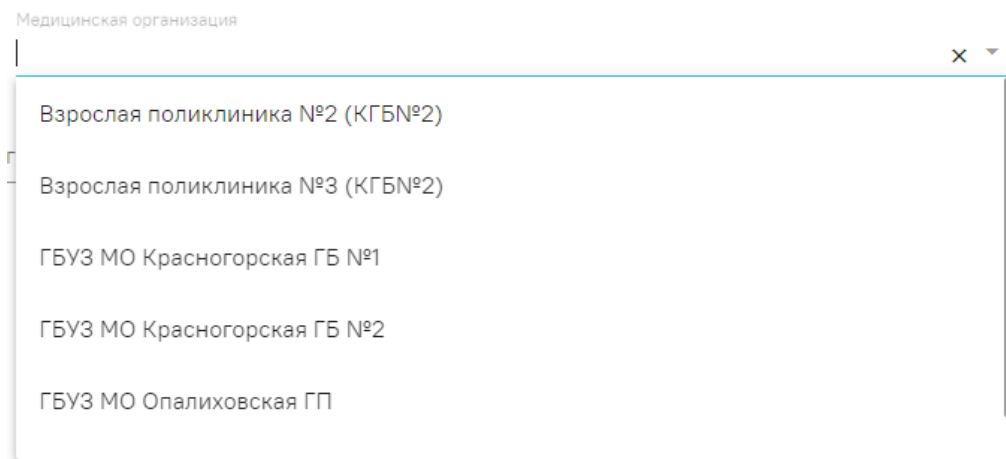 Медицинская организация
Взрослая поликлиника №2 (КГБ№2)
Взрослая поликлиника №3 (КГБ№2)
ГБУЗ МО Красногорская ГБ №1
ГБУЗ МО Красногорская ГБ №2
ГБУЗ МО Опалиховская ГП